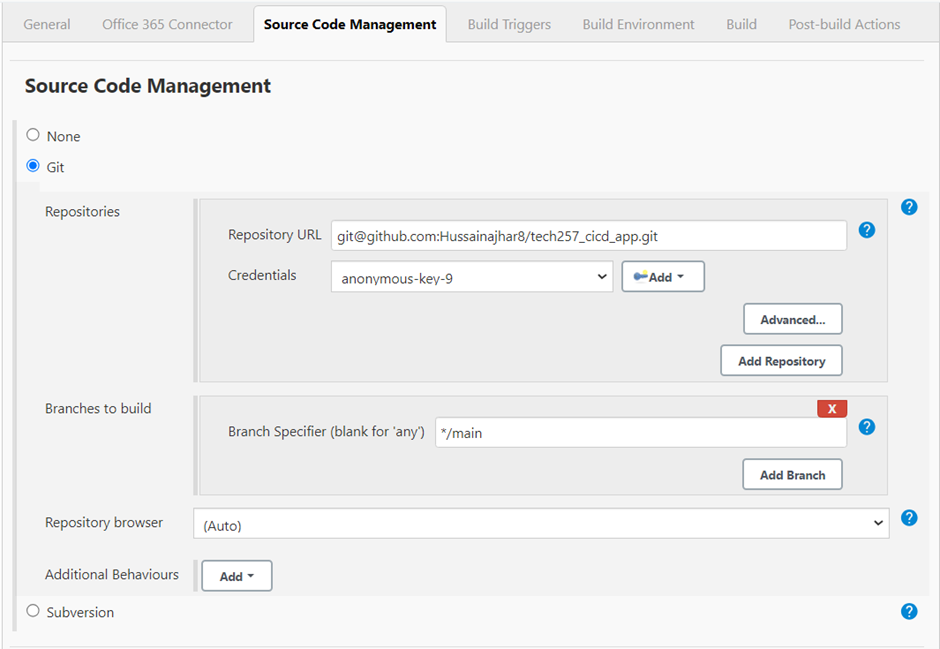 General Office 365 Connector Source Code Management Build Triggers Build Environment Build Post-build Actions
Source Code Management
None
Git
Repositories
?
Repository URL git@github.com:Hussainajhar8/tech257_cicd_app.git ?
Credentials anonymous-key-9 Add
Advanced...
Add Repository
Branches to build
X
Branch Specifier (blank for 'any') */main ?
Add Branch
Repository browser (Auto) ?
Additional Behaviours Add
Subversion ?